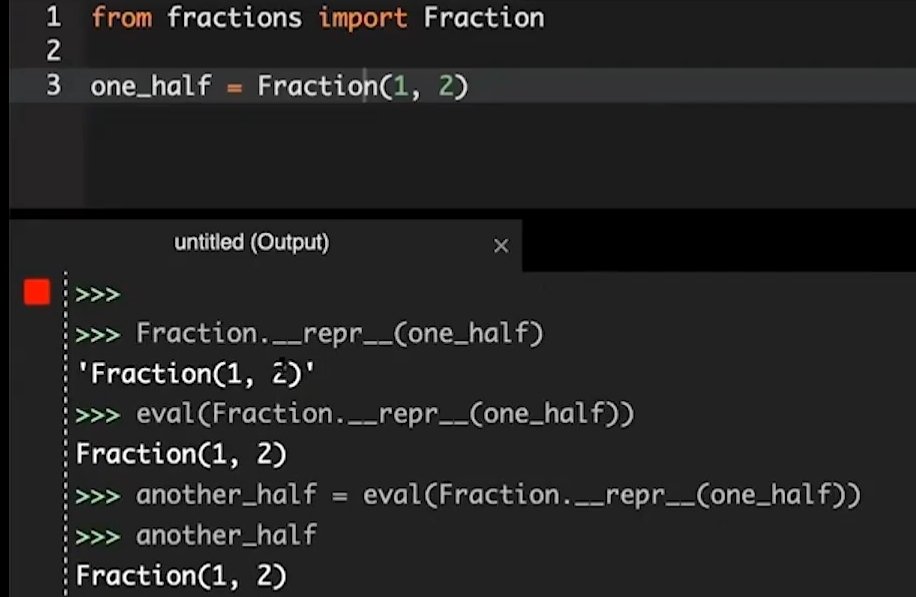 1 from fractions import Fraction
2
3 one_half = Fraction(1, 2)
untitled (Output) ×
>>>
>>> Fraction.__repr__(one_half)
'Fraction(1, 2)'
>>> eval(Fraction.__repr__(one_half))
Fraction(1, 2)
>>> another_half = eval(Fraction.__repr__(one_half))
>>> another_half
Fraction(1, 2)